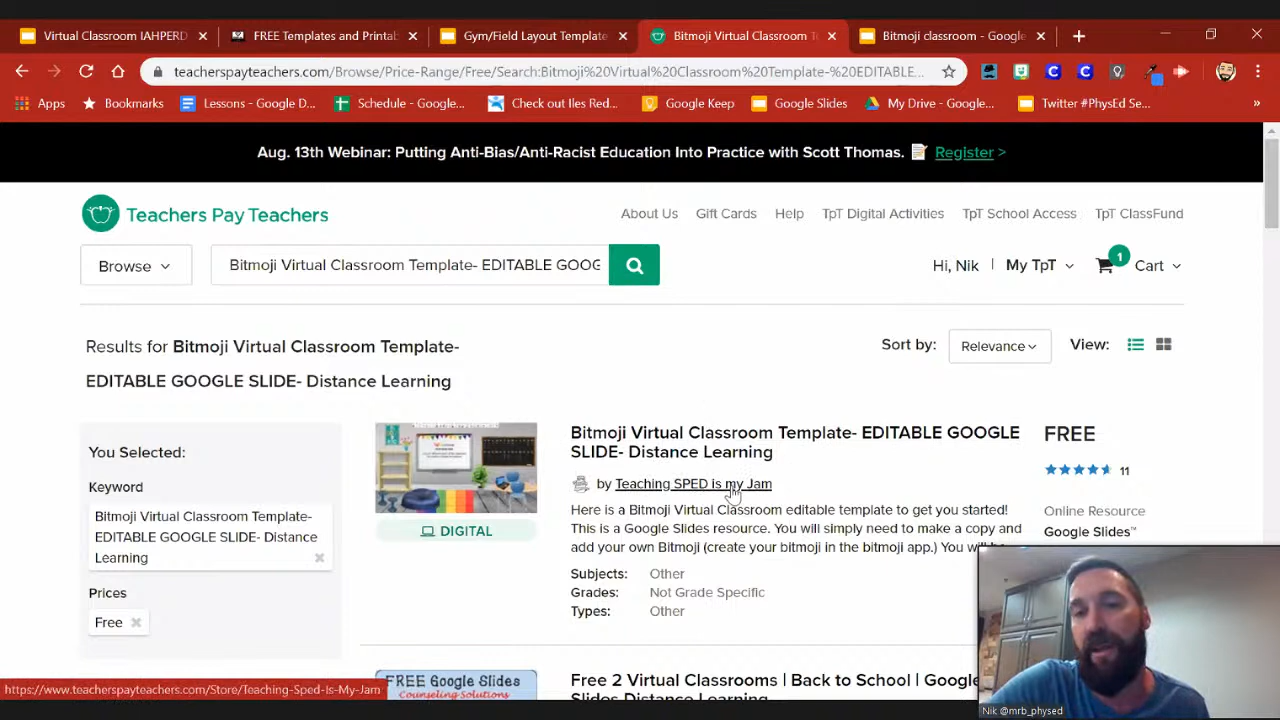 Virtual Classroom IAHPERD
FREE Templates and Printab
Gym/Field Layout Template
Bitmoji Virtual Classroom T
Bitmoji classroom - Google
teacherspayteachers.com/Browse/Price-Range/Free/Search:Bitmoji%20Virtual%20Classroom%20Template-%20EDITABLE...
Apps
Bookmarks
Lessons - Google D...
Schedule - Google...
Check out Iles Red...
Google Keep
Google Slides
My Drive - Google...
Twitter #PhysEd Se...
»
Aug. 13th Webinar: Putting Anti-Bias/Anti-Racist Education Into Practice with Scott Thomas. Register >
Teachers Pay Teachers
About Us
Gift Cards
Help
TpT Digital Activities
TpT School Access
TpT ClassFund
Browse
Bitmoji Virtual Classroom Template- EDITABLE GOOG
Hi, Nik
My TpT
1
Cart
Results for Bitmoji Virtual Classroom Template-
EDITABLE GOOGLE SLIDE- Distance Learning
Sort by:
Relevance
View:
You Selected:
Keyword
Bitmoji Virtual Classroom Template-
EDITABLE GOOGLE SLIDE- Distance
Learning
Prices
Free
DIGITAL
Bitmoji Virtual Classroom Template- EDITABLE GOOGLE
SLIDE- Distance Learning
by Teaching SPED is my Jam
Here is a Bitmoji Virtual Classroom editable template to get you started!
This is a Google Slides resource. You will simply need to make a copy and
add your own Bitmoji (create your bitmoji in the bitmoji app.) You will
Subjects: Other
Grades: Not Grade Specific
Types: Other
FREE
11
Online Resource
Google Slides™
FREE Google Slides
Counseling Solutions
Free 2 Virtual Classrooms | Back to School | Google
Slides Distance Learning
https://www.teacherspayteachers.com/Store/Teaching-Sped-Is-My-Jam
Nik @mrb_physed